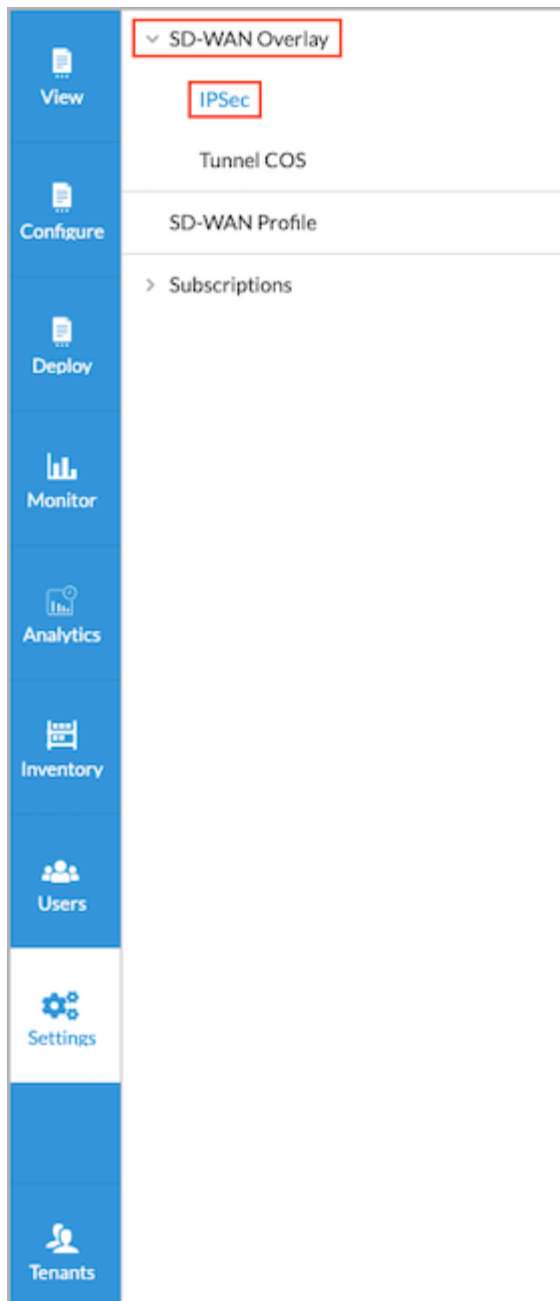 View
Configure
Deploy
Monitor
Analytics
Inventory
Users
Settings
Tenants
SD-WAN Overlay
IPSec
Tunnel COS
SD-WAN Profile
Subscriptions